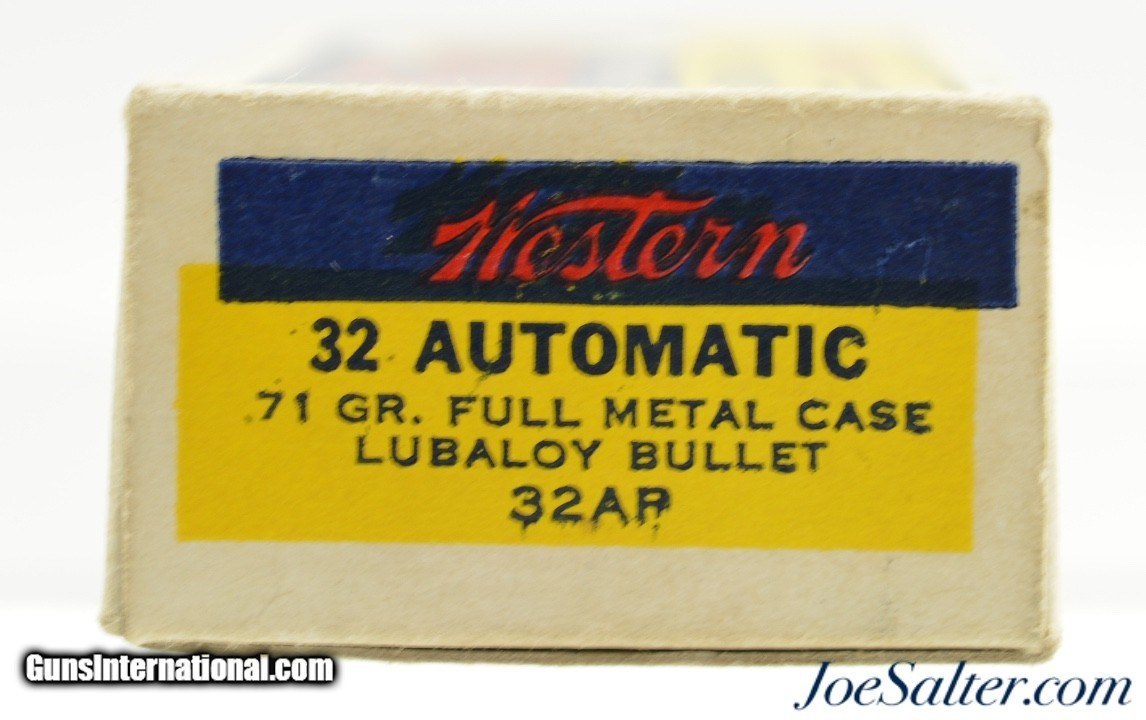 Western
32 AUTOMATIC
71 GR. FULL METAL CASE
LUBALOY BULLET
32AP
GunsInternational.com
JoeSalter.com